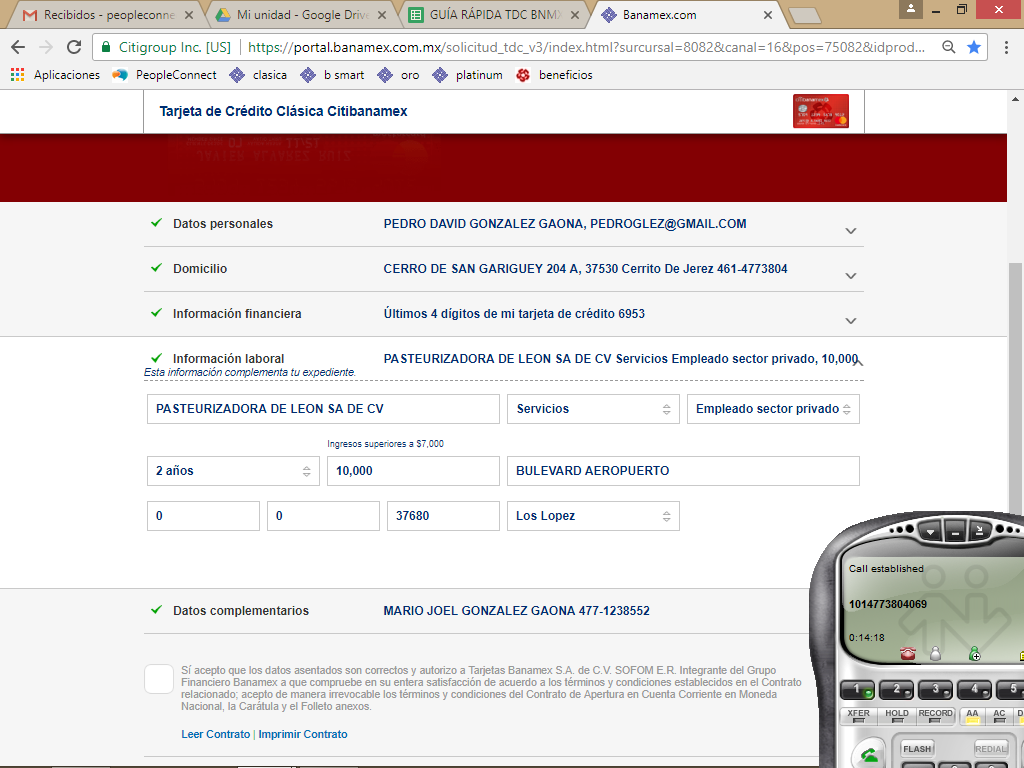 Recibidos - peopleconne
Mi unidad - Google Drive
GUÍA RÁPIDA TDC BNMX
Banamex.com
Citigroup Inc. [US] https://portal.banamex.com.mx/solicitud_tdc_v3/index.html?sursursal=8082&canal=16&pos=75082&idprod...
Aplicaciones PeopleConnect clasica b smart oro platinum beneficios
Tarjeta de Crédito Clásica Citibanamex
Datos personales PEDRO DAVID GONZALEZ GAONA, PEDROGLEZ@GMAIL.COM
Domicilio CERRO DE SAN GARIGUEY 204 A, 37530 Cerrito De Jerez 461-4773804
Información financiera Últimos 4 dígitos de mi tarjeta de crédito 6953
Información laboral PASTEURIZADORA DE LEON SA DE CV Servicios Empleado sector privado, 10,000
Esta información complementa tu expediente.
PASTEURIZADORA DE LEON SA DE CV Servicios Empleado sector privado
Ingresos superiores a $7,000
2 años 10,000 BULEVARD AEROPUERTO
0 0 37680 Los Lopez
Call established
1014773804069
0:14:18
Datos complementarios MARIO JOEL GONZALEZ GAONA 477-1238552
Sí acepto que los datos asentados son correctos y autorizo a Tarjetas Banamex S.A. de C.V. SOFOM E.R. Integrante del Grupo
Financiero Banamex a que compruebe en su entera satisfacción de acuerdo a los términos y condiciones establecidos en el Contrato
relacionado; acepto de manera irrevocable los términos y condiciones del Contrato de Apertura en Cuenta Corriente en Moneda
Nacional, la Carátula y el Folleto anexos.
Leer Contrato | Imprimir Contrato
1 2 3 4 5
XFER HOLD RECORD AA AC
FLASH REDIAL